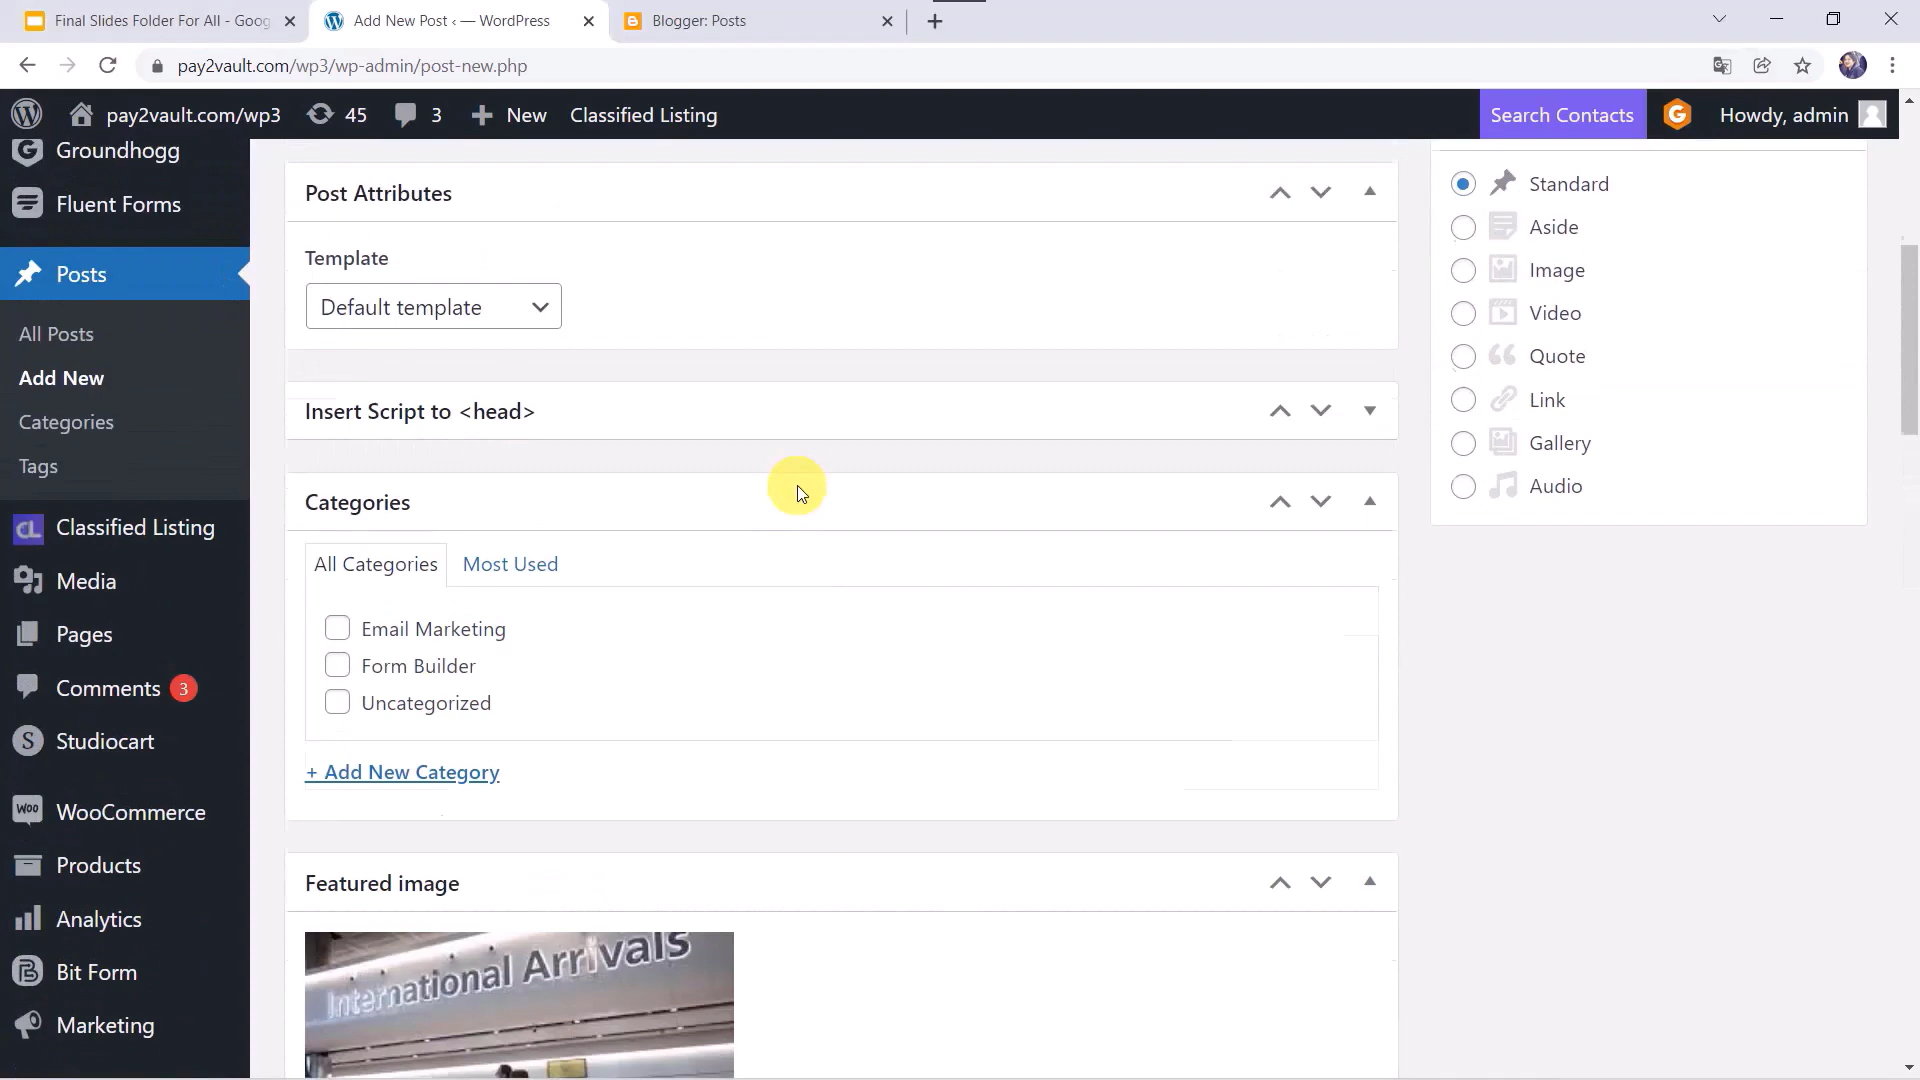 Final Slides Folder For All - Goog
Add New Post ‹ — WordPress
Blogger: Posts
pay2vault.com/wp3/wp-admin/post-new.php
pay2vault.com/wp3
45
3
New
Classified Listing
Search Contacts
Howdy, admin
Groundhogg
Fluent Forms
Posts
All Posts
Add New
Categories
Tags
Classified Listing
Media
Pages
Comments 3
Studiocart
WooCommerce
Products
Analytics
Bit Form
Marketing
Post Attributes
Template
Default template
Insert Script to <head>
Categories
All Categories
Most Used
Email Marketing
Form Builder
Uncategorized
+ Add New Category
Featured image
International Arrivals
Standard
Aside
Image
Video
Quote
Link
Gallery
Audio